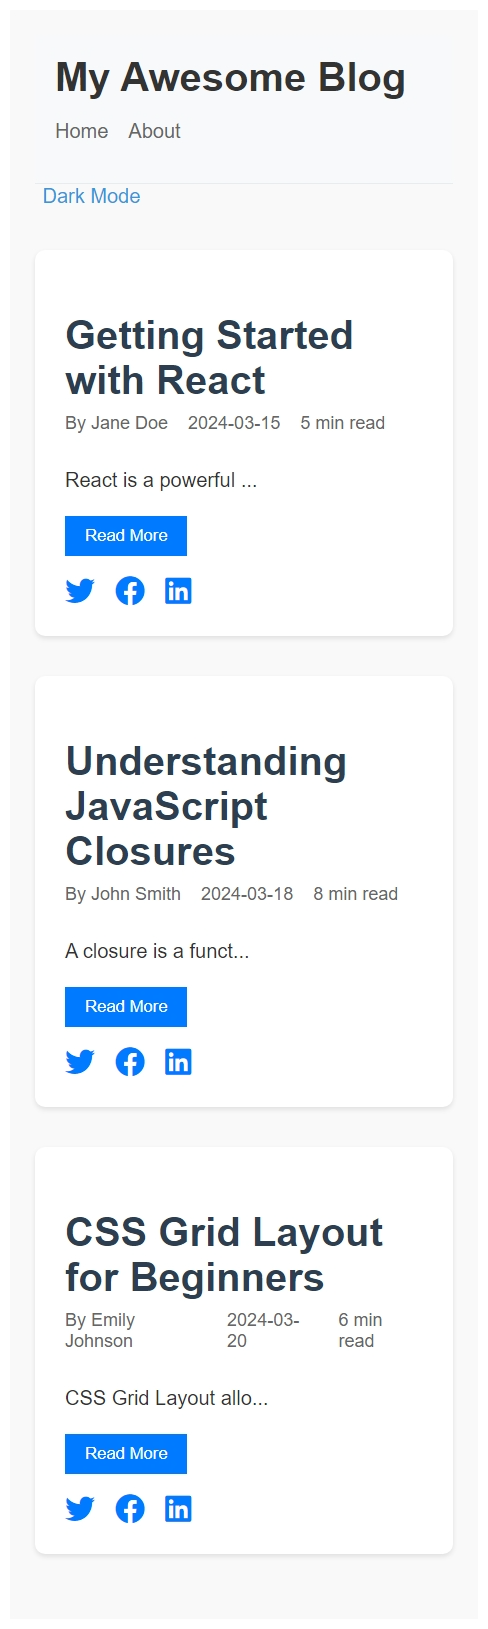 My Awesome Blog
Home About
Dark Mode
Getting Started
with React
By Jane Doe 2024-03-15 5 min read
React is a powerful ...
Read More
Understanding
JavaScript
Closures
By John Smith 2024-03-18 8 min read
A closure is a funct...
Read More
CSS Grid Layout
for Beginners
By Emily
Johnson
2024-03-
20
6 min
read
CSS Grid Layout allo...
Read More